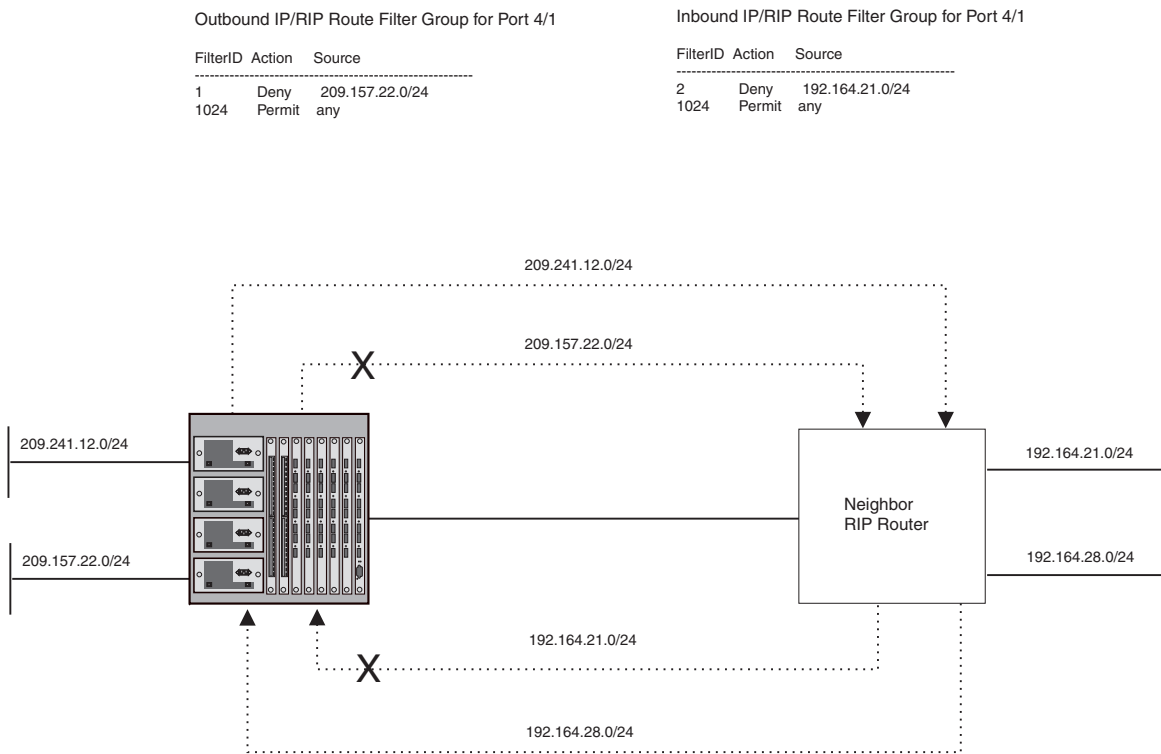 Outbound IP/RIP Route Filter Group for Port 4/1
FilterID Action Source
-------------------------------------------------------
1 Deny 209.157.22.0/24
1024 Permit any
Inbound IP/RIP Route Filter Group for Port 4/1
FilterID Action Source
-------------------------------------------------------
2 Deny 192.164.21.0/24
1024 Permit any
209.241.12.0/24
209.157.22.0/24
X
209.241.12.0/24
192.164.21.0/24
Neighbor
RIP Router
209.157.22.0/24
192.164.28.0/24
192.164.21.0/24
X
192.164.28.0/24